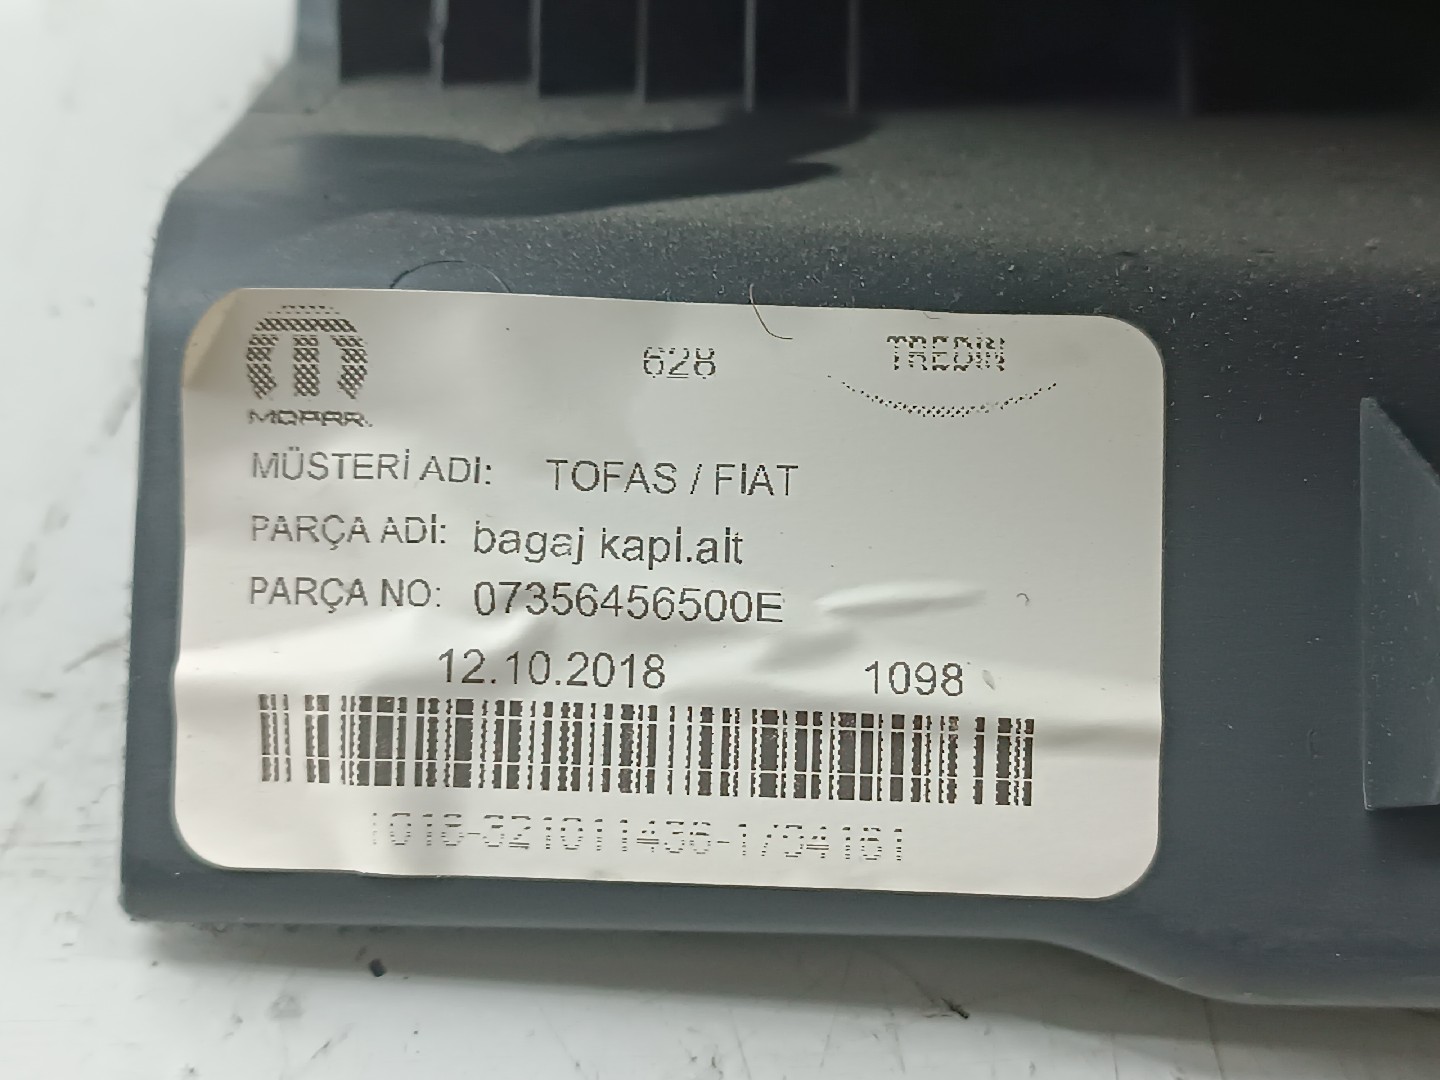 MOPAR.
628
TREDIN
MÜSTERİ ADİ: TOFAS / FIAT
PARÇA ADİ: bagaj kapl.alt
PARÇA NO: 07356456500E
12.10.2018 1098